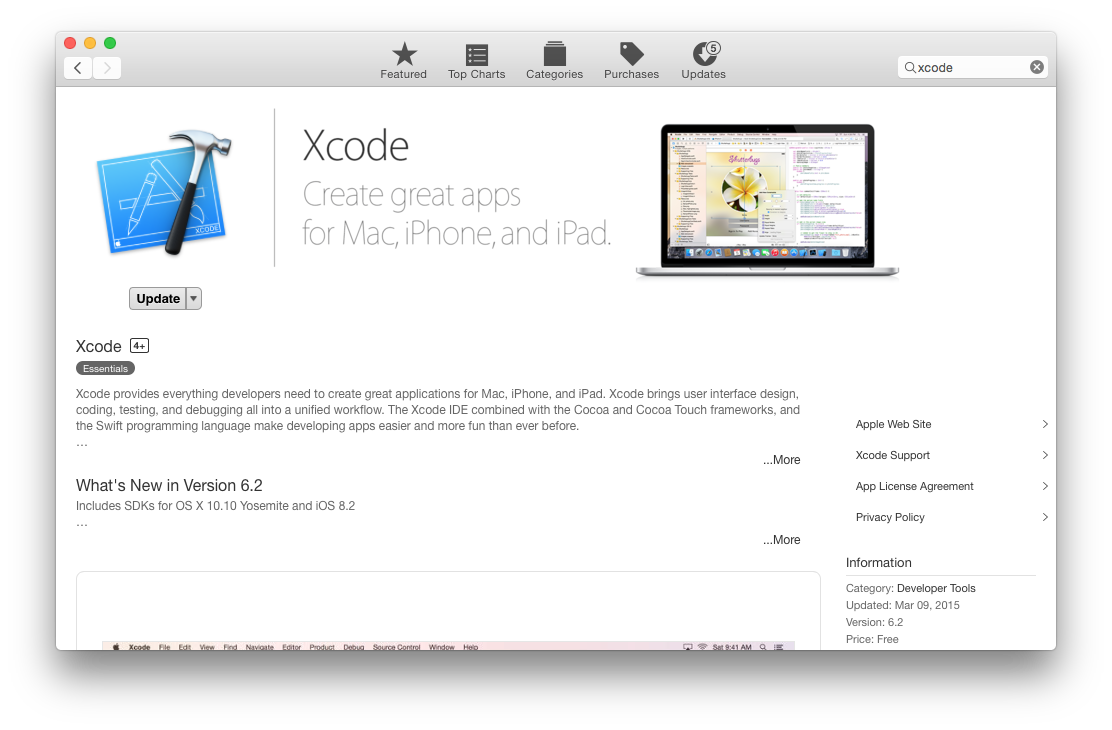 5
Featured
Top Charts
Categories
Purchases
Updates
xcode
Xcode
Create great apps
for Mac, iPhone, and iPad.
XCODE
Shutterbugs
Update
Xcode 4+
Essentials
Xcode provides everything developers need to create great applications for Mac, iPhone, and iPad. Xcode brings user interface design,
coding, testing, and debugging all into a unified workflow. The Xcode IDE combined with the Cocoa and Cocoa Touch frameworks, and
the Swift programming language make developing apps easier and more fun than ever before.
...
...More
What's New in Version 6.2
Includes SDKs for OS X 10.10 Yosemite and iOS 8.2
...
...More
Apple Web Site
Xcode Support
App License Agreement
Privacy Policy
Information
Category: Developer Tools
Updated: Mar 09, 2015
Version: 6.2
Price: Free
Xcode File Edit View Find Navigate Editor Product Debug Source Control Window Help Sat 9:41 AM